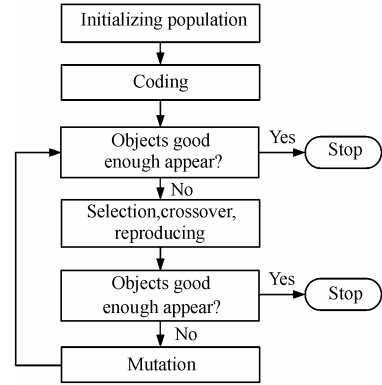 Initializing population
Coding
Objects good
enough appear?
Yes
Stop
No
Selection,crossover,
reproducing
Objects good
enough appear?
Yes
Stop
No
Mutation